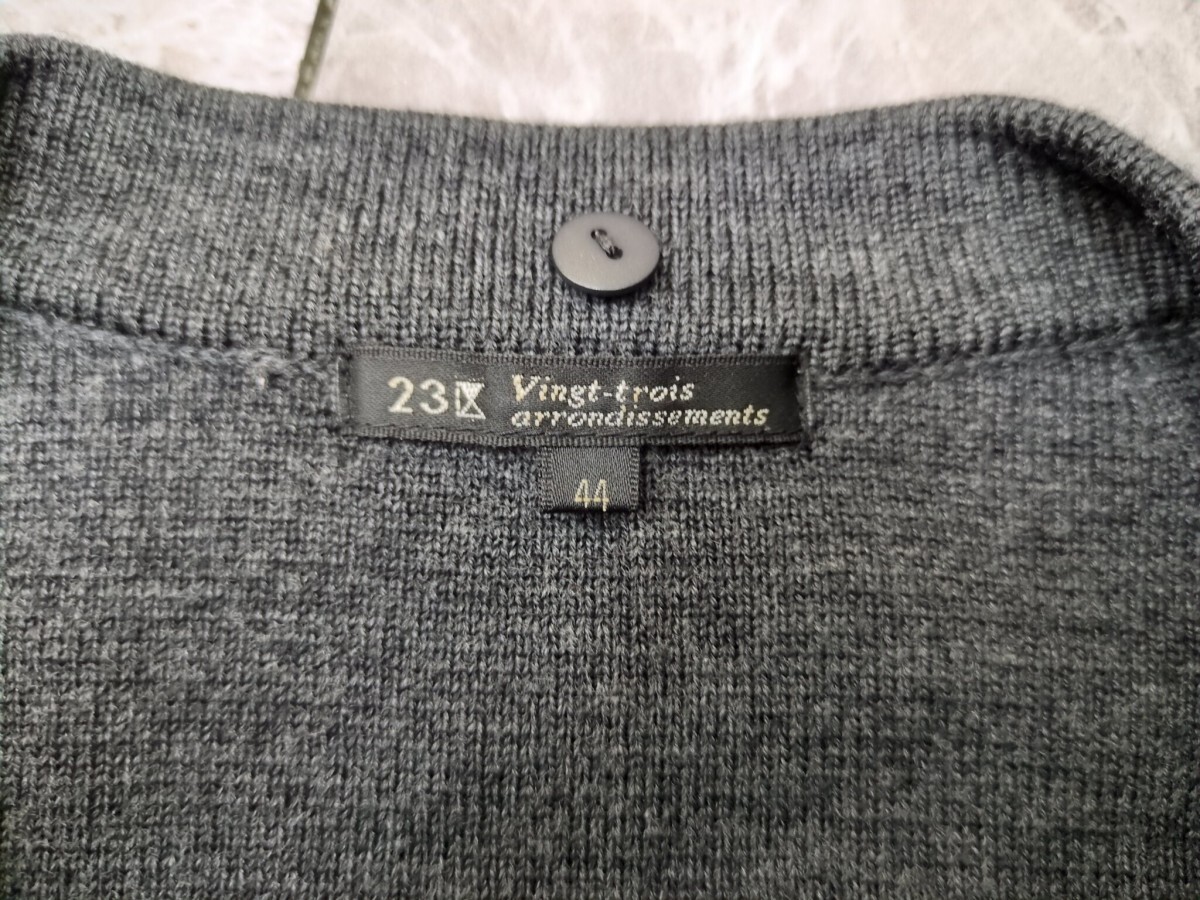 23区 Vingt-trois
arrondissements
44